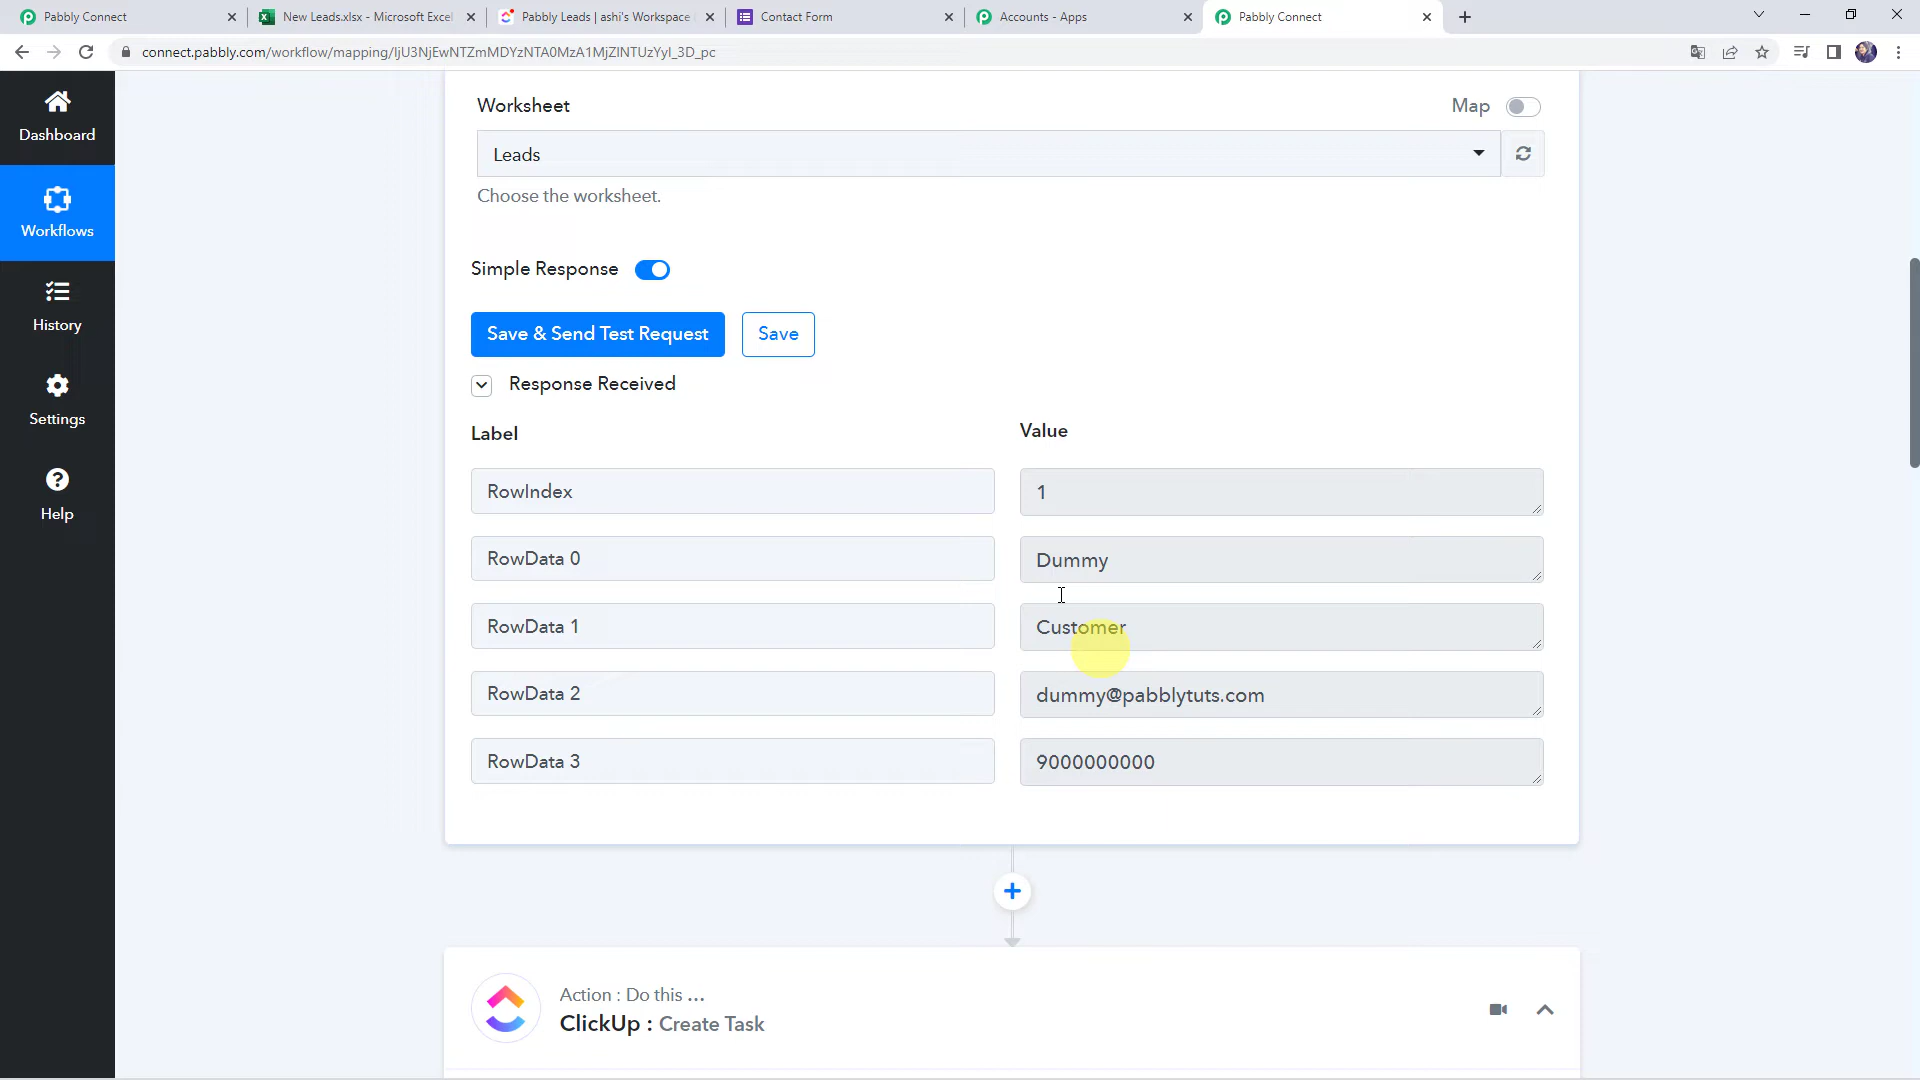 Pabbly Connect
New Leads.xlsx - Microsoft Excel
Pabbly Leads | ashi's Workspace
Contact Form
Accounts - Apps
Pabbly Connect
connect.pabbly.com/workflow/mapping/IjU3NjEwNTZmMDYzNTA0MzA1MjZlNTUzYyI_3D_pc
Dashboard
Workflows
History
Settings
Help
Worksheet
Map
Leads
Choose the worksheet.
Simple Response
Save & Send Test Request
Save
Response Received
Label
Value
RowIndex
1
RowData 0
Dummy
RowData 1
Customer
RowData 2
dummy@pabblytuts.com
RowData 3
9000000000
Action : Do this ...
ClickUp : Create Task